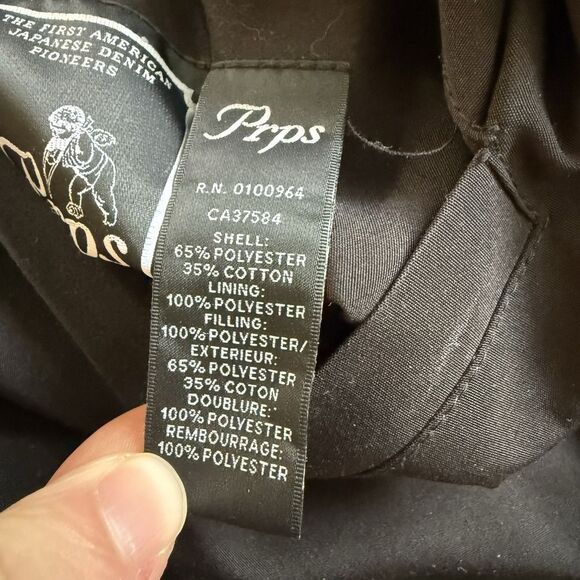 THE FIRST AMERICAN
JAPANESE DENIM
PIONEERS
Prps
R.N. 0100964
CA37584
SHELL:
65% POLYESTER
35% COTTON
LINING:
100% POLYESTER
FILLING:
100% POLYESTER/
EXTERIEUR:
65% POLYESTER
35% COTON
DOUBLURE:
100% POLYESTER
REMBOURRAGE:
100% POLYESTER